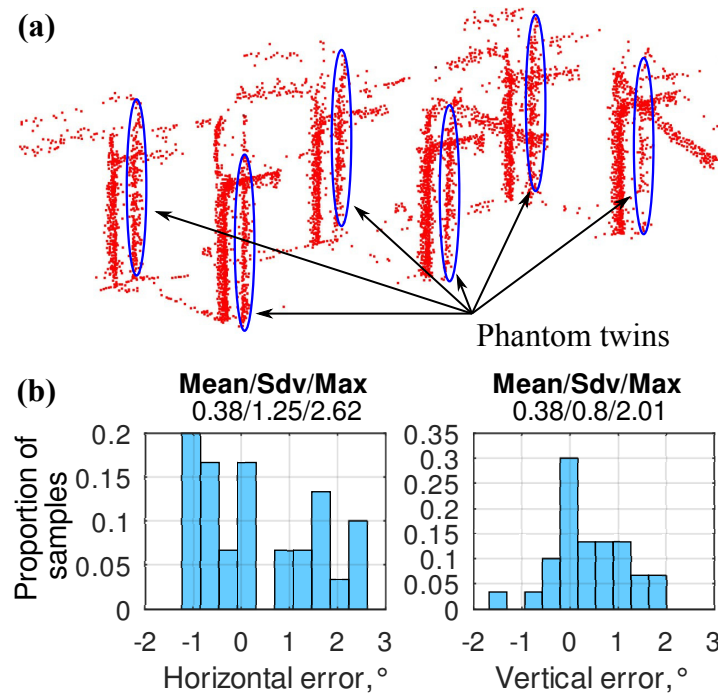 (a)
Phantom twins
(b)
Mean/Sdv/Max
0.38/1.25/2.62
Proportion of
samples
0.2
0.15
0.1
0.05
0
-2 -1 0 1 2 3
Horizontal error, °
Mean/Sdv/Max
0.38/0.8/2.01
0.35
0.3
0.25
0.2
0.15
0.1
0.05
0
-2 -1 0 1 2 3
Vertical error, °